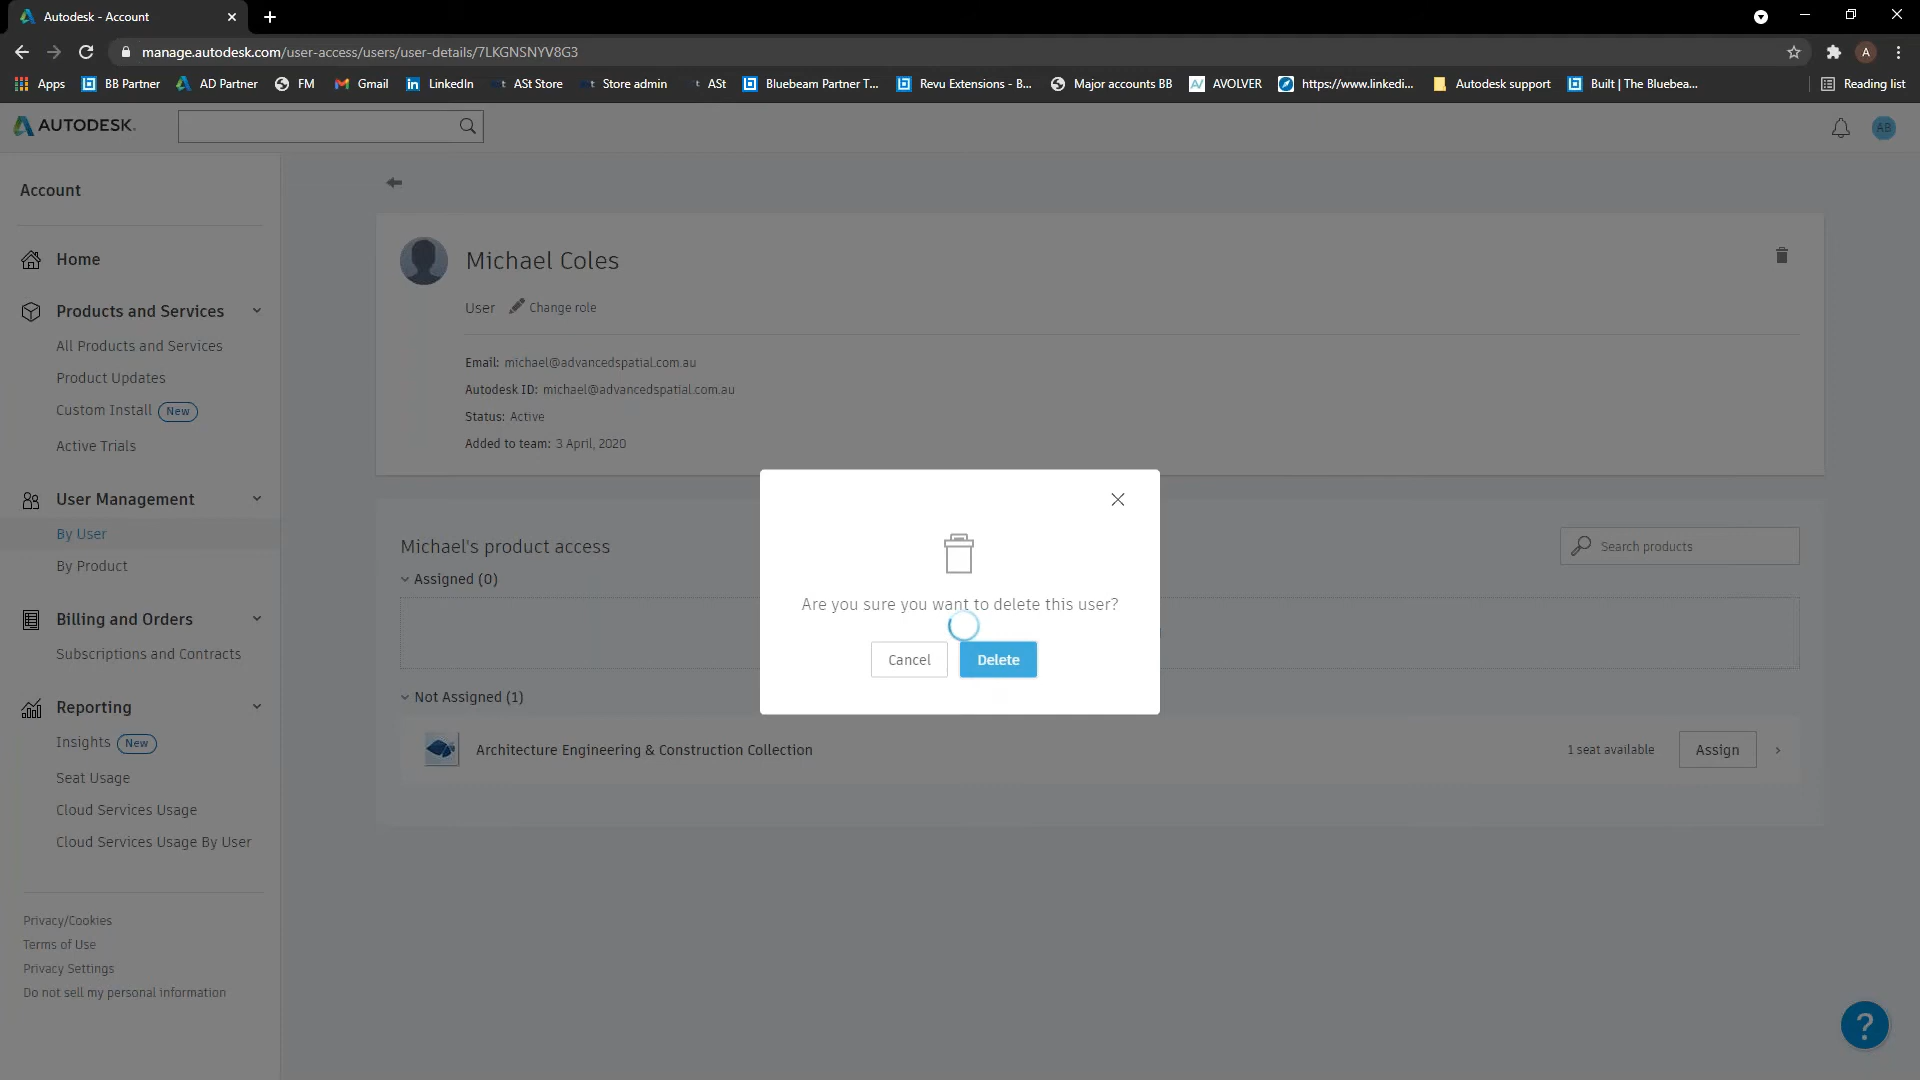 Autodesk - Account
manage.autodesk.com/user-access/users/user-details/7LKGNSNYV8G3
A
Apps
BB Partner
AD Partner
FM
Gmail
LinkedIn
ASt Store
Store admin
ASt
Bluebeam Partner T...
Revu Extensions - B...
Major accounts BB
AVOLVER
https://www.linkedi...
Autodesk support
Built | The Bluebea...
Reading list
AUTODESK
AB
Account
Home
Products and Services
All Products and Services
Product Updates
Custom Install New
Active Trials
User Management
By User
By Product
Billing and Orders
Subscriptions and Contracts
Reporting
Insights New
Seat Usage
Cloud Services Usage
Cloud Services Usage By User
Privacy/Cookies
Terms of Use
Privacy Settings
Do not sell my personal information
Michael Coles
User Change role
Email: michael@advancedspatial.com.au
Autodesk ID: michael@advancedspatial.com.au
Status: Active
Added to team: 3 April, 2020
Michael's product access
Search products
Assigned (0)
Not Assigned (1)
Architecture Engineering & Construction Collection
1 seat available
Assign
Are you sure you want to delete this user?
Cancel
Delete
?